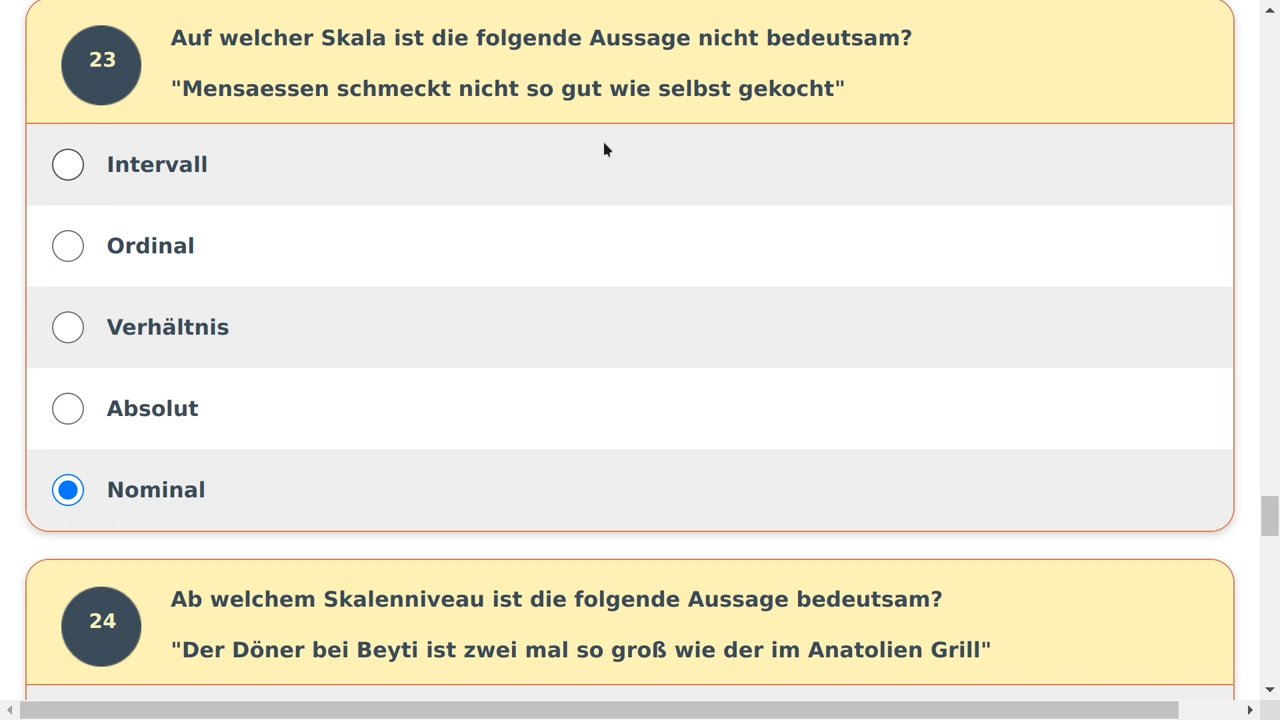 23
Auf welcher Skala ist die folgende Aussage nicht bedeutsam?
"Mensaessen schmeckt nicht so gut wie selbst gekocht"
Intervall
Ordinal
Verhältnis
Absolut
Nominal
24
Ab welchem Skalenniveau ist die folgende Aussage bedeutsam?
"Der Döner bei Beyti ist zwei mal so groß wie der im Anatolien Grill"